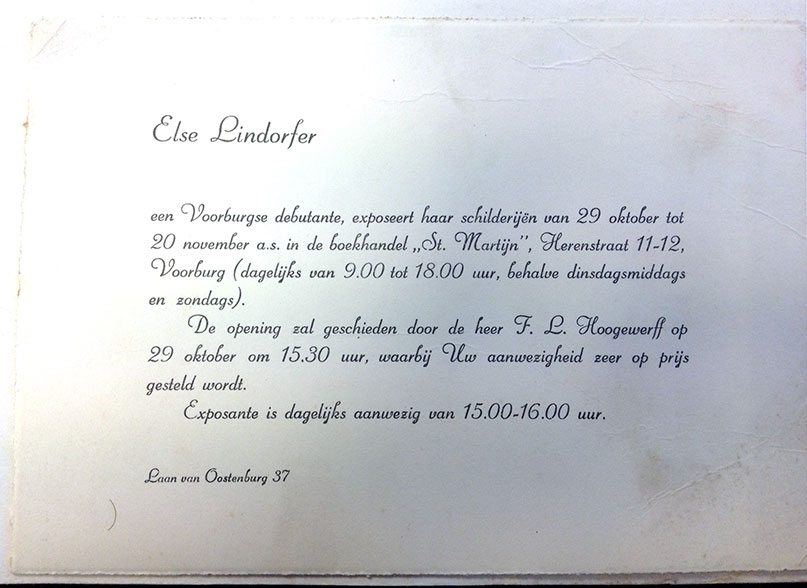 Else Lindorfer
een Voorburgse debutante, exposeert haar schilderijën van 29 oktober tot
20 november a.s. in de boekhandel „St. Martijn”, Herenstraat 11-12,
Voorburg (dagelijks van 9.00 tot 18.00 uur, behalve dinsdagsmiddags
en zondags).
De opening zal geschieden door de heer F. L. Hoogewerff op
29 oktober om 15.30 uur, waarbij Uw aanwezigheid zeer op prijs
gesteld wordt.
Exposante is dagelijks aanwezig van 15.00-16.00 uur.
Laan van Oostenburg 37